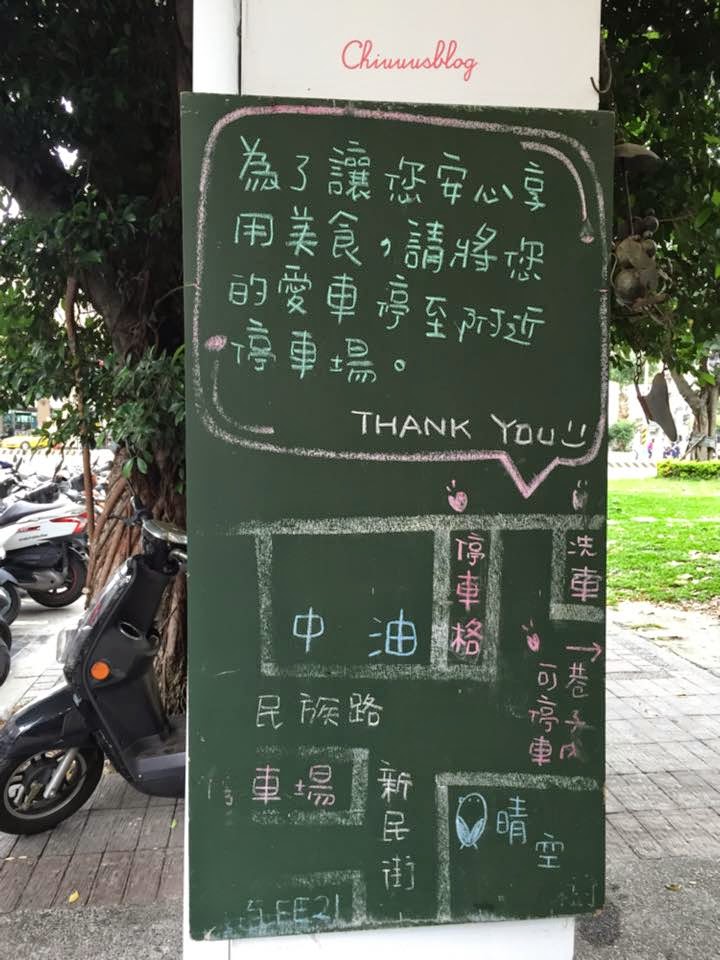 Chiuuusblog
為了讓您安心享
用美食，請將您
的愛車停至附近
停車場。
THANK YOU
停車格
洗車
中油
巷子內
可停車
民族路
車場
新民街
晴空